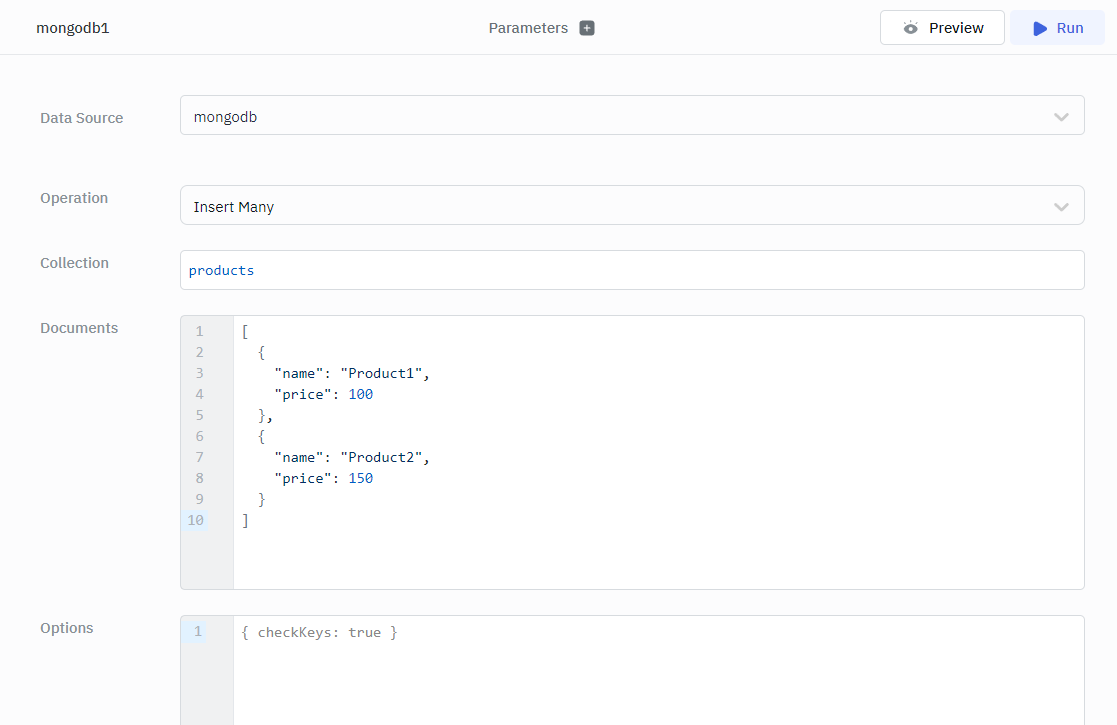 mongodb1
Parameters
Preview
Run
Data Source
mongodb
Operation
Insert Many
Collection
products
Documents
1 [
2 {
3 "name": "Product1",
4 "price": 100
5 },
6 {
7 "name": "Product2",
8 "price": 150
9 }
10 ]
Options
1 { checkKeys: true }